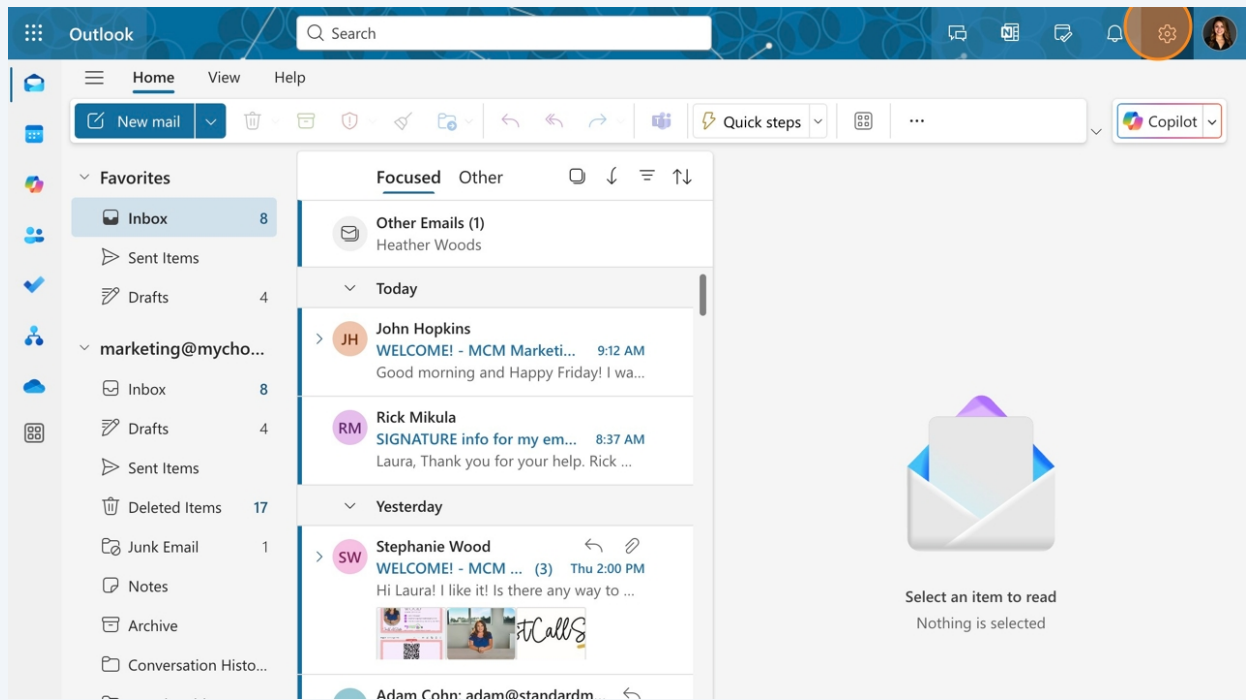 Outlook
Search
Home View Help
New mail
Quick steps
Copilot
Favorites
Inbox 8
Sent Items
Drafts 4
marketing@mycho...
Inbox 8
Drafts 4
Sent Items
Deleted Items 17
Junk Email 1
Notes
Archive
Conversation Histo...
Focused Other
Other Emails (1)
Heather Woods
Today
JH
John Hopkins
WELCOME! - MCM Marketi... 9:12 AM
Good morning and Happy Friday! I wa...
RM
Rick Mikula
SIGNATURE info for my em... 8:37 AM
Laura, Thank you for your help. Rick ...
Yesterday
SW
Stephanie Wood
WELCOME! - MCM ... (3) Thu 2:00 PM
Hi Laura! I like it! Is there any way to ...
tCallS
Adam Cohn; adam@standardm...
Select an item to read
Nothing is selected